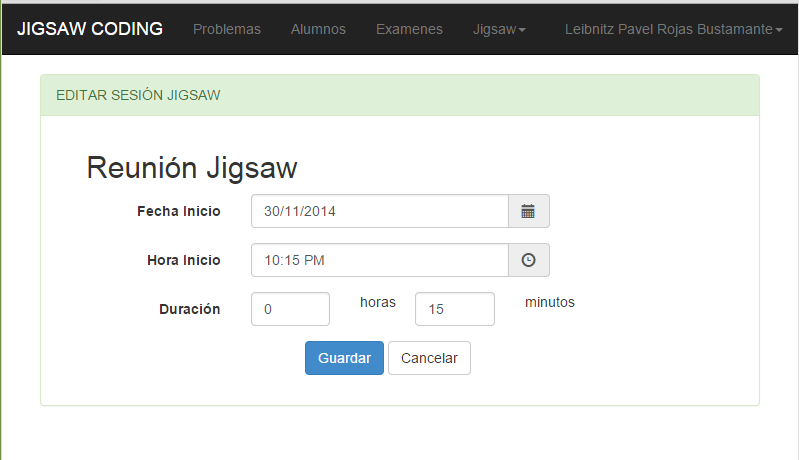 JIGSAW CODING Problemas Alumnos Examenes Jigsaw Leibnitz Pavel Rojas Bustamante
EDITAR SESIÓN JIGSAW
Reunión Jigsaw
Fecha Inicio 30/11/2014
Hora Inicio 10:15 PM
Duración 0 horas 15 minutos
Guardar Cancelar